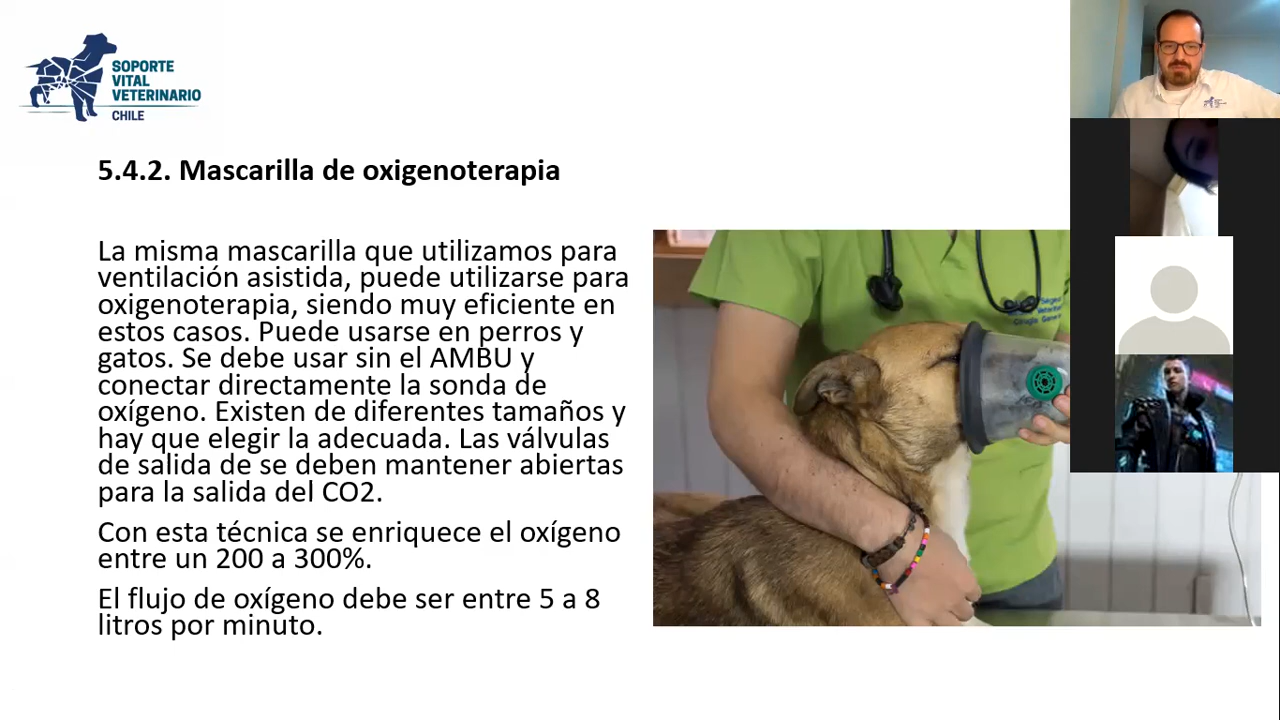 SOPORTE
VITAL
VETERINARIO
CHILE
5.4.2. Mascarilla de oxigenoterapia
La misma mascarilla que utilizamos para
ventilación asistida, puede utilizarse para
oxigenoterapia, siendo muy eficiente en
estos casos. Puede usarse en perros y
gatos. Se debe usar sin el AMBU y
conectar directamente la sonda de
oxígeno. Existen de diferentes tamaños y
hay que elegir la adecuada. Las válvulas
de salida de se deben mantener abiertas
para la salida del CO2.
Con esta técnica se enriquece el oxígeno
entre un 200 a 300%.
El flujo de oxígeno debe ser entre 5 a 8
litros por minuto.